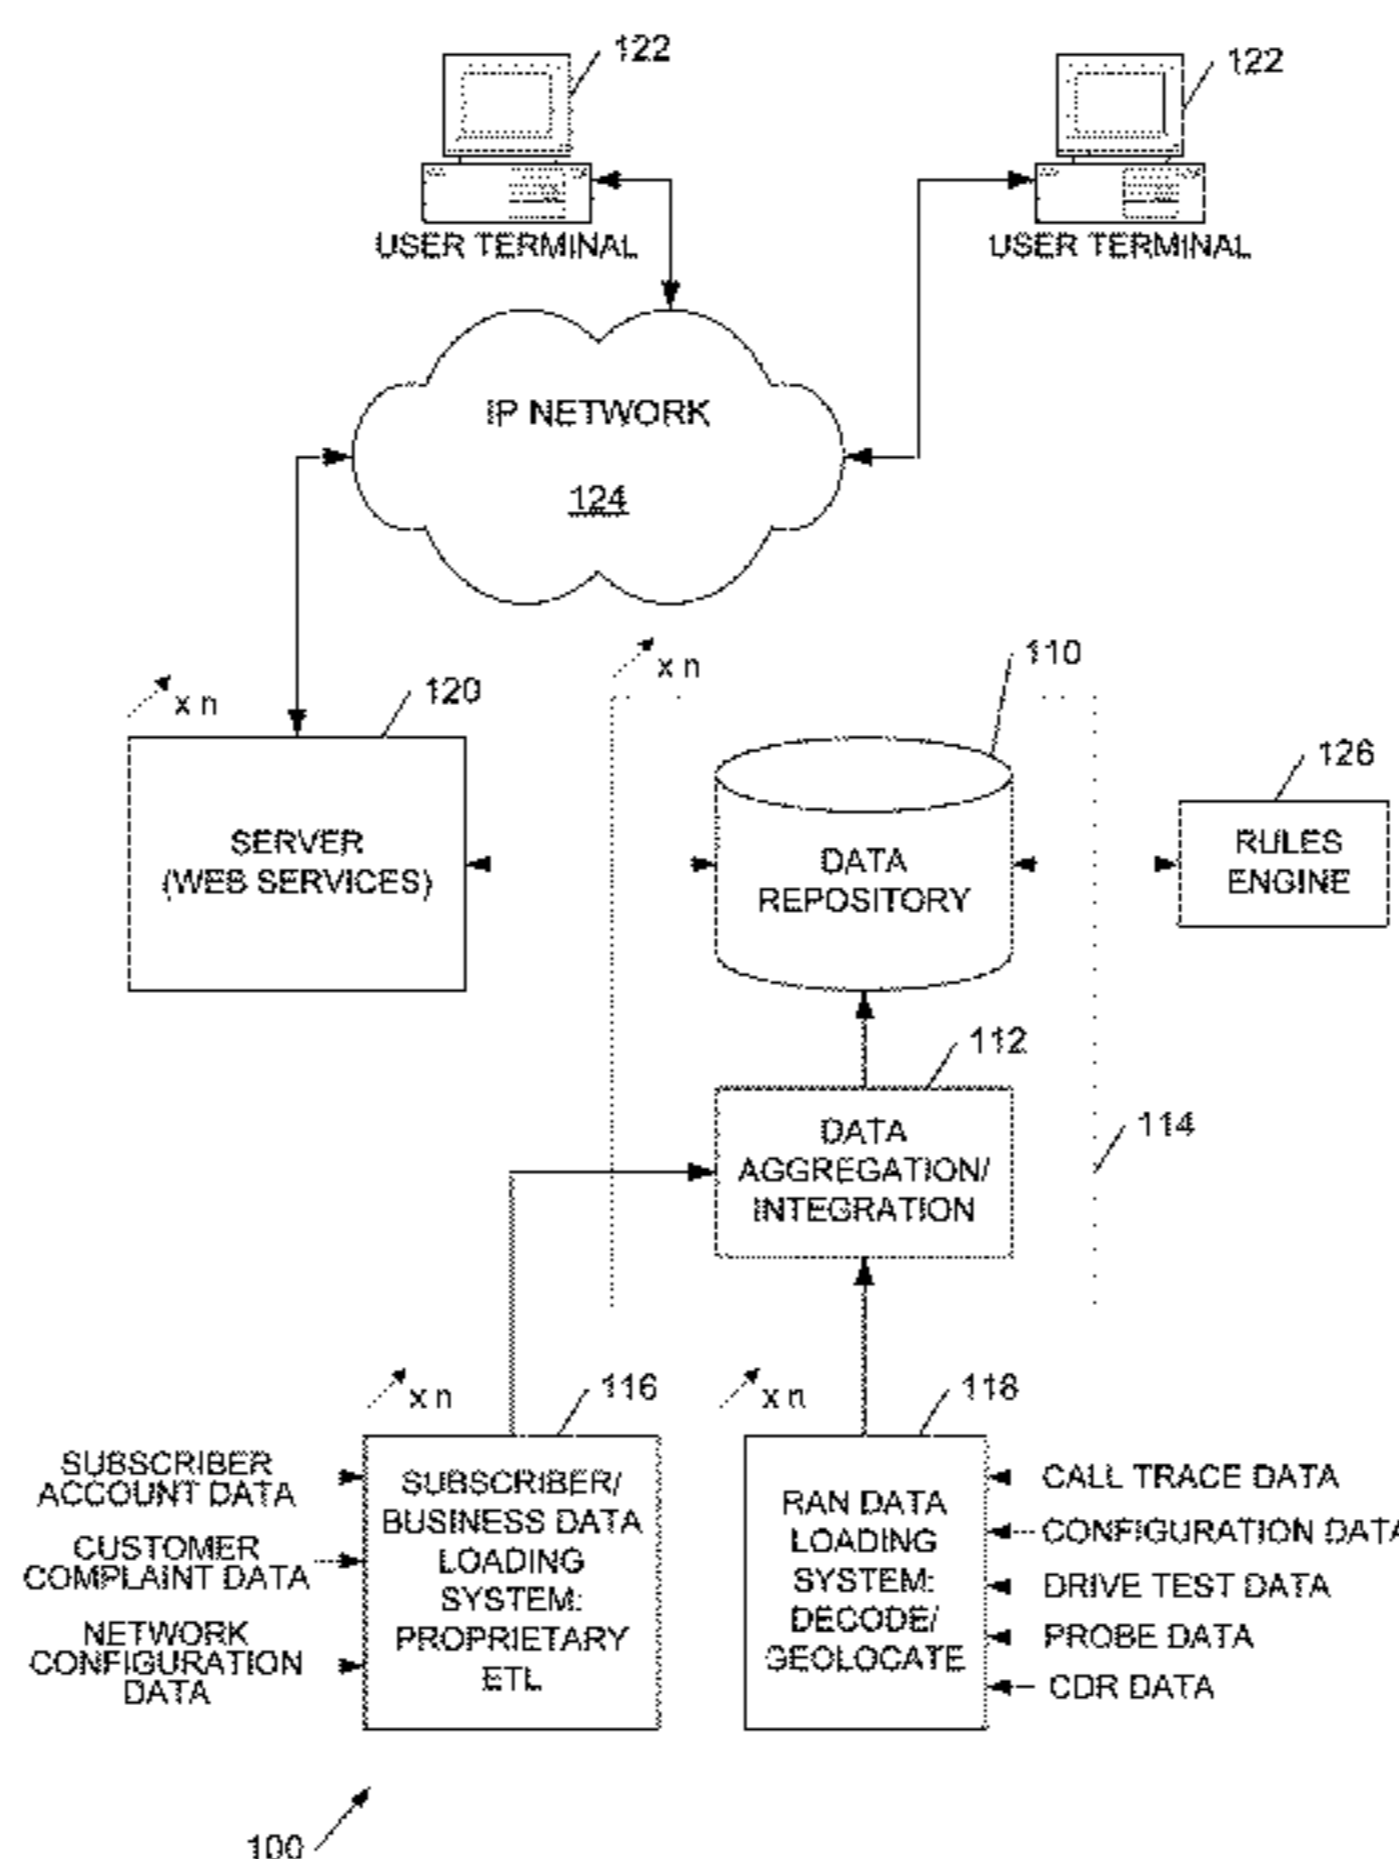 122
122
USER TERMINAL
USER TERMINAL
IP NETWORK
124
x n
110
x n
120
126
SERVER
(WEB SERVICES)
DATA
REPOSITORY
RULES
ENGINE
112
DATA
AGGREGATION/
INTEGRATION
114
x n
116
x n
118
SUBSCRIBER
ACCOUNT DATA
CUSTOMER
COMPLAINT DATA
NETWORK
CONFIGURATION
DATA
SUBSCRIBER/
BUSINESS DATA
LOADING
SYSTEM:
PROPRIETARY
ETL
RAN DATA
LOADING
SYSTEM:
DECODE/
GEOLOCATE
CALL TRACE DATA
CONFIGURATION DATA
DRIVE TEST DATA
PROBE DATA
CDR DATA
100